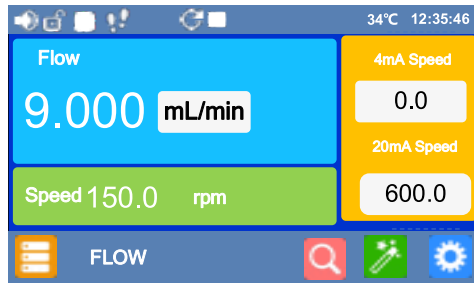 34℃ 12:35:46
Flow
9.000 mL/min
Speed 150.0 rpm
4mA Speed
0.0
20mA Speed
600.0
FLOW